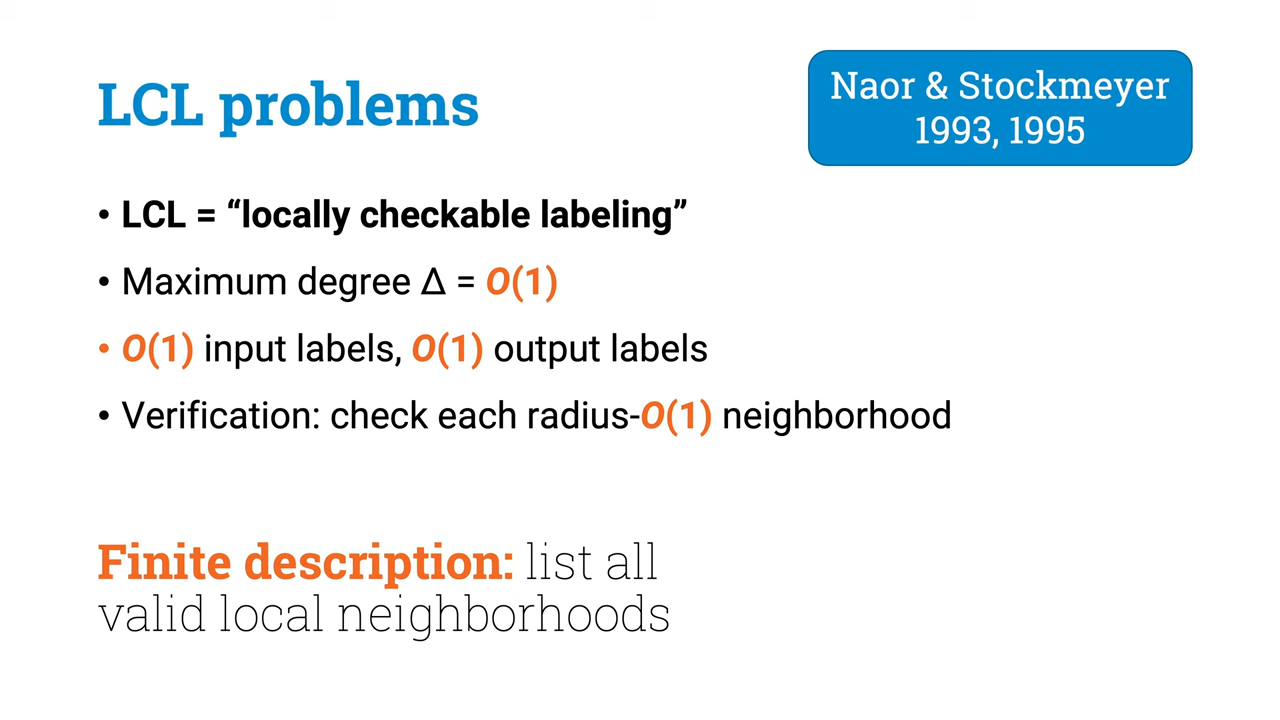 LCL problems
Naor & Stockmeyer
1993, 1995
• LCL = “locally checkable labeling”
• Maximum degree Δ = O(1)
• O(1) input labels, O(1) output labels
• Verification: check each radius-O(1) neighborhood
Finite description: list all
valid local neighborhoods